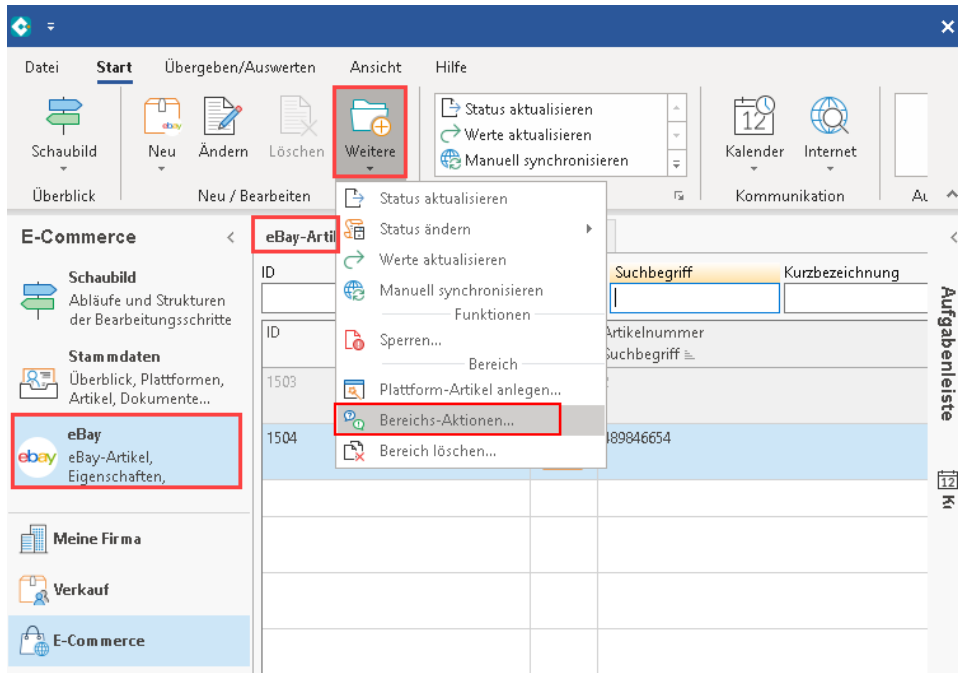 Datei Start Übergeben/Auswerten Ansicht Hilfe
Schaubild
Neu
Ändern
Löschen
Weitere
Status aktualisieren
Werte aktualisieren
Manuell synchronisieren
12
Kalender
Internet
Überblick
Neu / Bearbeiten
Kommunikation
E-Commerce
Schaubild
Abläufe und Strukturen
der Bearbeitungsschritte
Stammdaten
Überblick, Plattformen,
Artikel, Dokumente...
ebay
eBay
eBay-Artikel,
Eigenschaften,
Meine Firma
Verkauf
E-Commerce
Status aktualisieren
Status ändern
Werte aktualisieren
Manuell synchronisieren
Funktionen
Sperren...
Bereich
Plattform-Artikel anlegen...
Bereichs-Aktionen...
Bereich löschen...
ID Suchbegriff Kurzbezeichnung
ID Artikelnummer
Suchbegriff
1503
1504 489846654
Aufgabenleiste
12